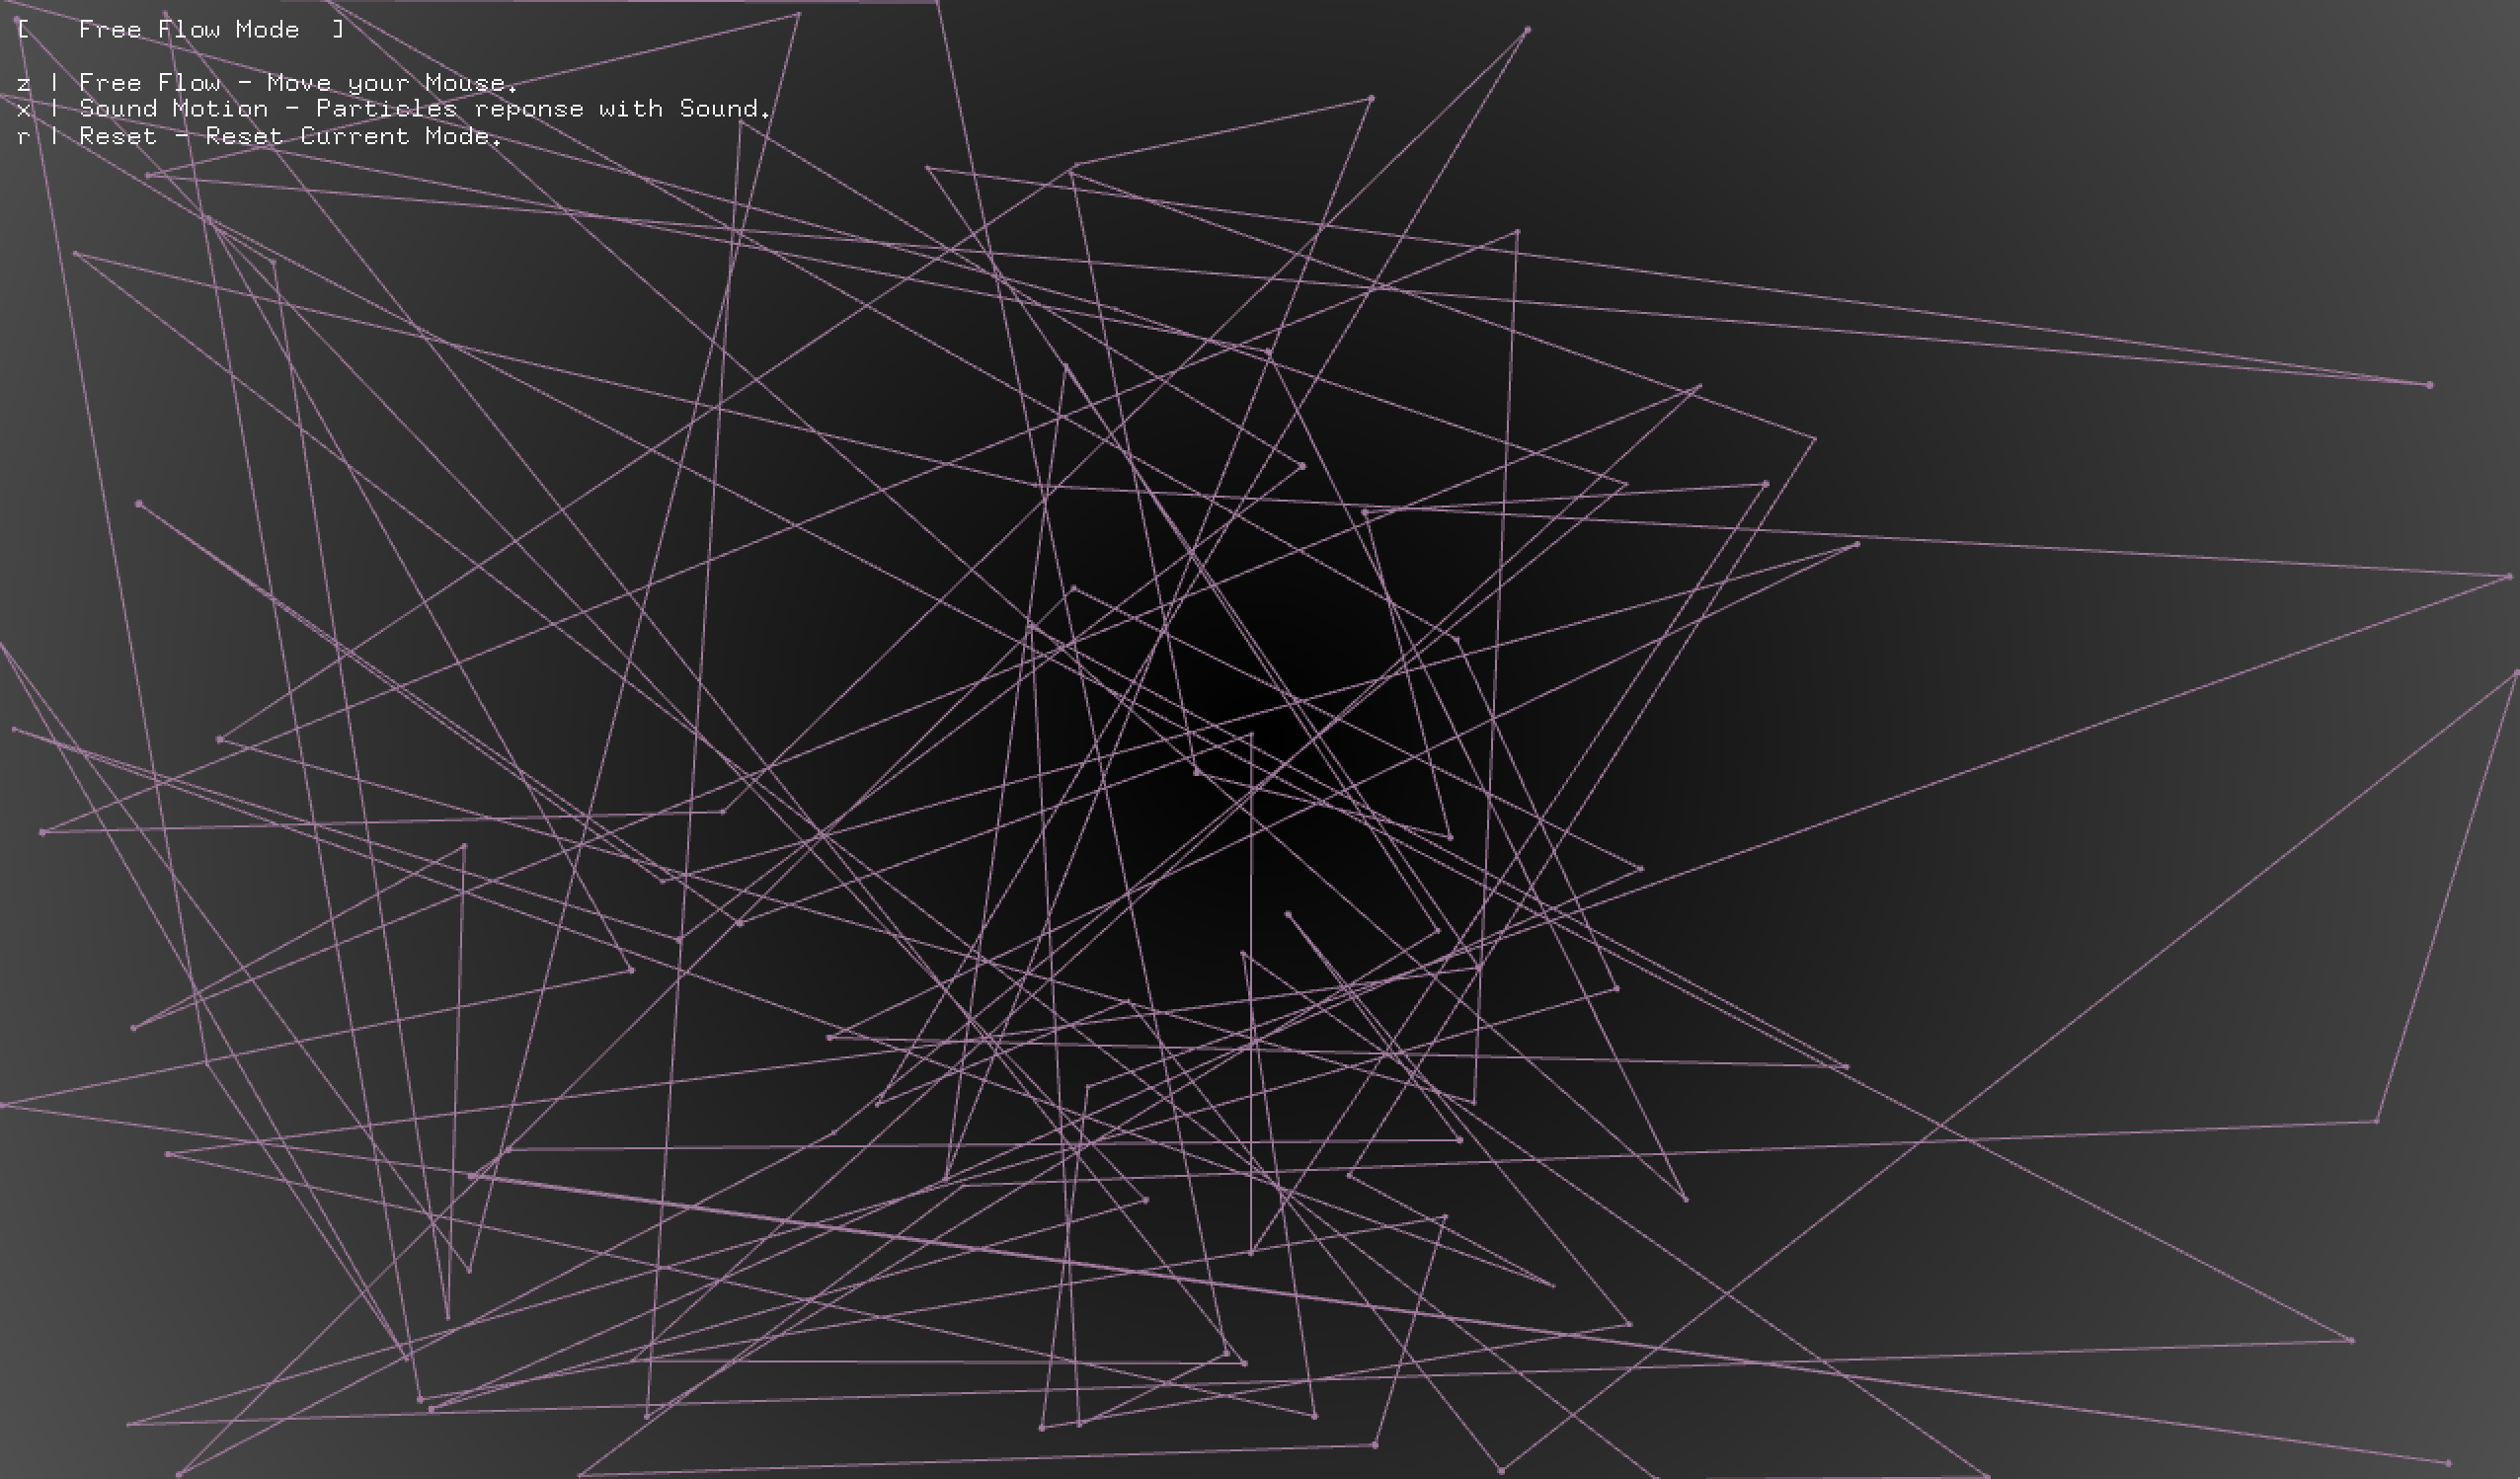 [   Free Flow Mode  ]
z | Free Flow - Move your Mouse.
x | Sound Motion - Particles reponse with Sound.
r | Reset - Reset Current Mode.